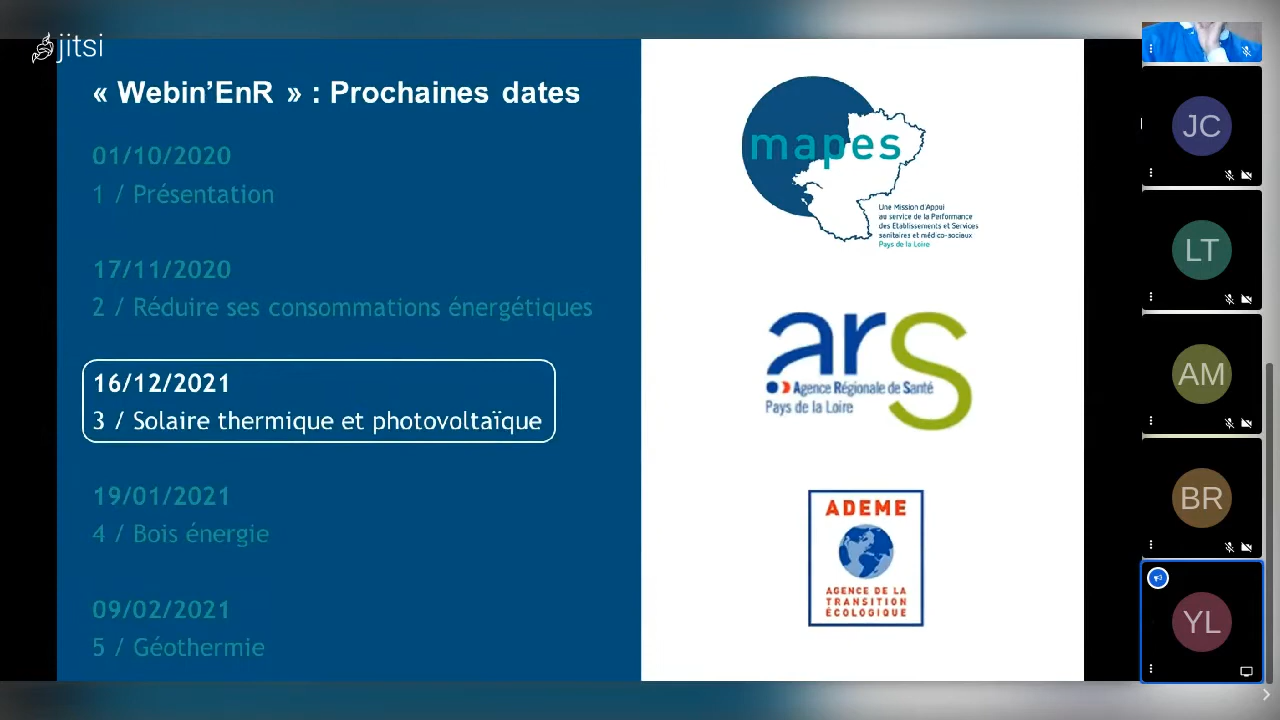 jitsi
« Webin’EnR » : Prochaines dates
01/10/2020
1 / Présentation
17/11/2020
2 / Réduire ses consommations énergétiques
16/12/2021
3 / Solaire thermique et photovoltaïque
19/01/2021
4 / Bois énergie
09/02/2021
5 / Géothermie
mapes
Une Mission d'Appui
au service de la Performance
des Etablissements et Services
sanitaires et médico-sociaux
Pays de la Loire
ars
Agence Régionale de Santé
Pays de la Loire
ADEME
AGENCE DE LA
TRANSITION
ÉCOLOGIQUE
JC
LT
AM
BR
YL